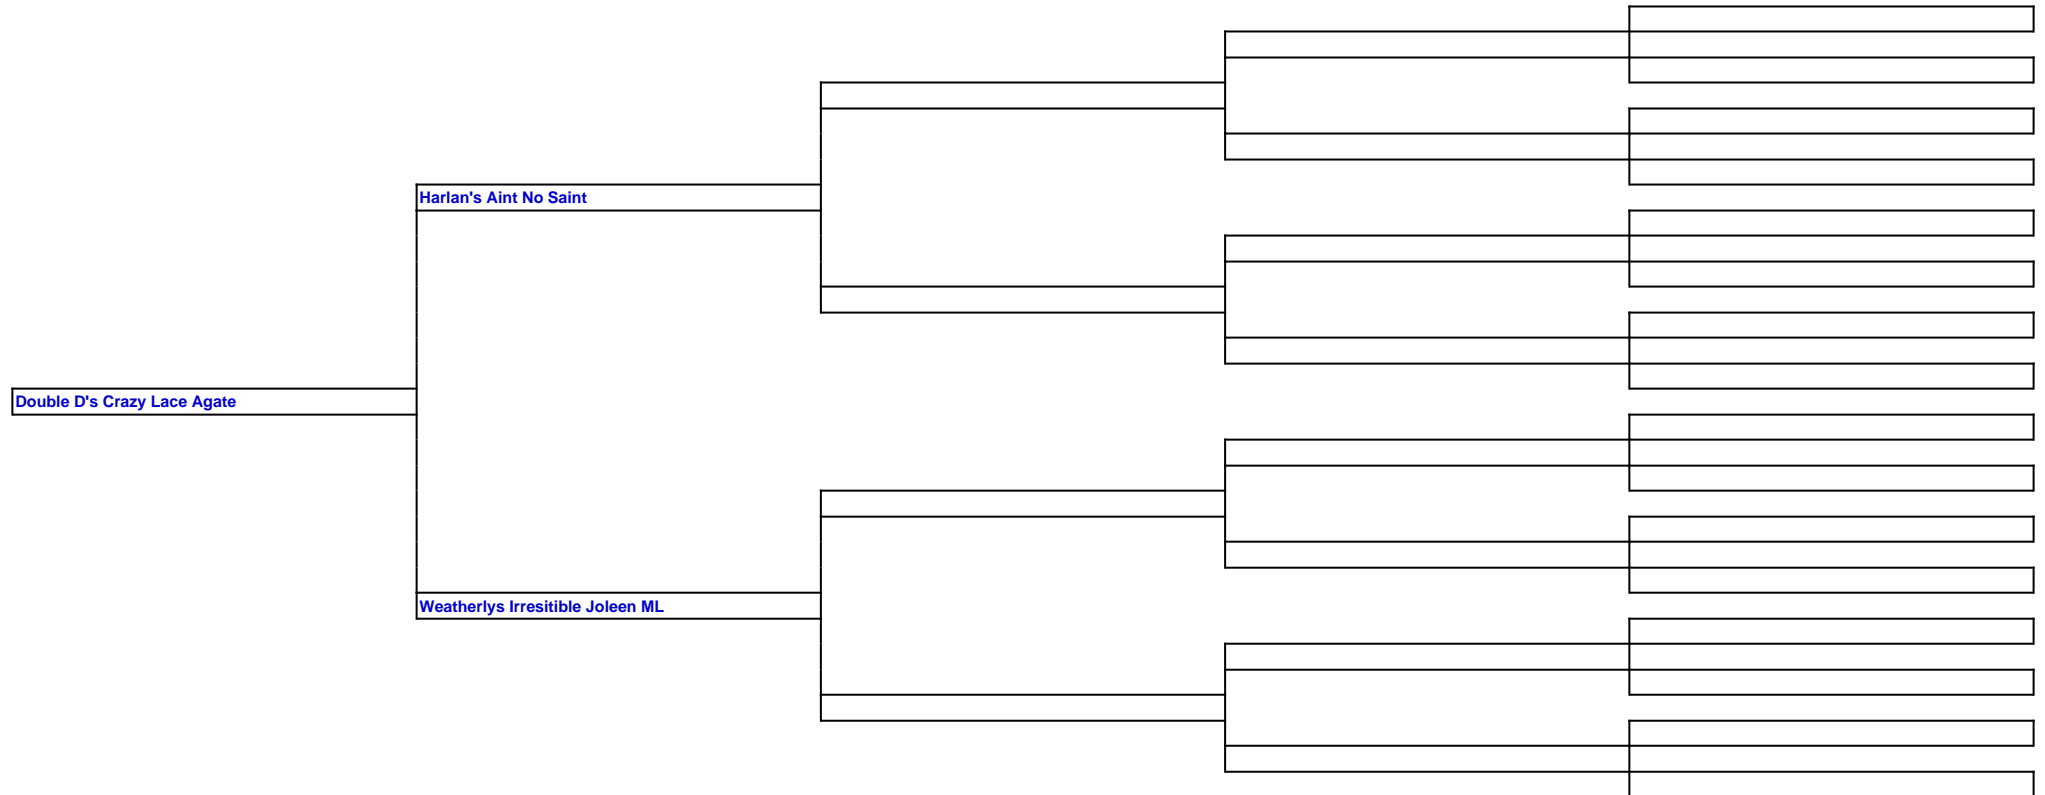 Harlan's Aint No Saint
Double D's Crazy Lace Agate
Weatherlys Irresitible Joleen ML